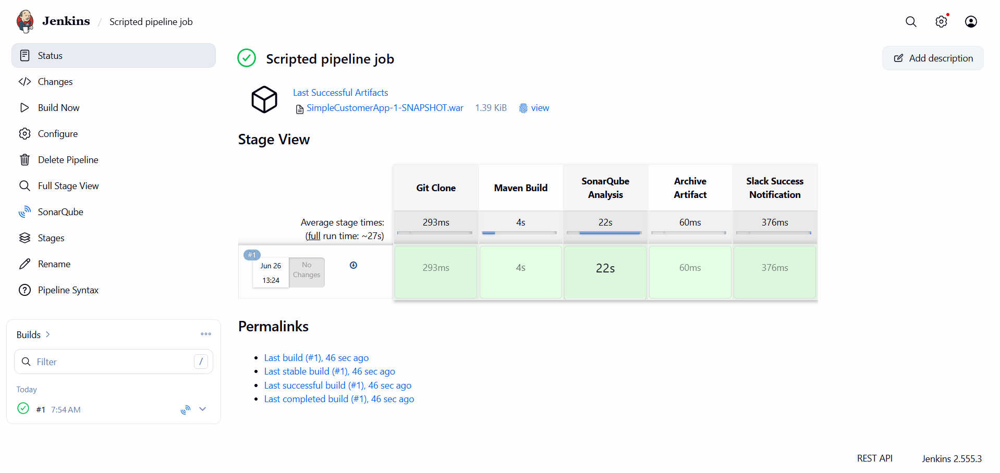 Jenkins / Scripted pipeline job
Status
Changes
Build Now
Configure
Delete Pipeline
Full Stage View
SonarQube
Stages
Rename
Pipeline Syntax
Builds
Filter /
Today
#1 7:54 AM
Scripted pipeline job
Add description
Last Successful Artifacts
SimpleCustomerApp-1-SNAPSHOT.war 1.39 KiB view
Stage View
Git Clone
Maven Build
SonarQube
Analysis
Archive
Artifact
Slack Success
Notification
Average stage times:
(full run time: ~27s)
293ms 4s 22s 60ms 376ms
#1
Jun 26
13:24
No
Changes
293ms 4s 22s 60ms 376ms
Permalinks
Last build (#1), 46 sec ago
Last stable build (#1), 46 sec ago
Last successful build (#1), 46 sec ago
Last completed build (#1), 46 sec ago
REST API Jenkins 2.555.3